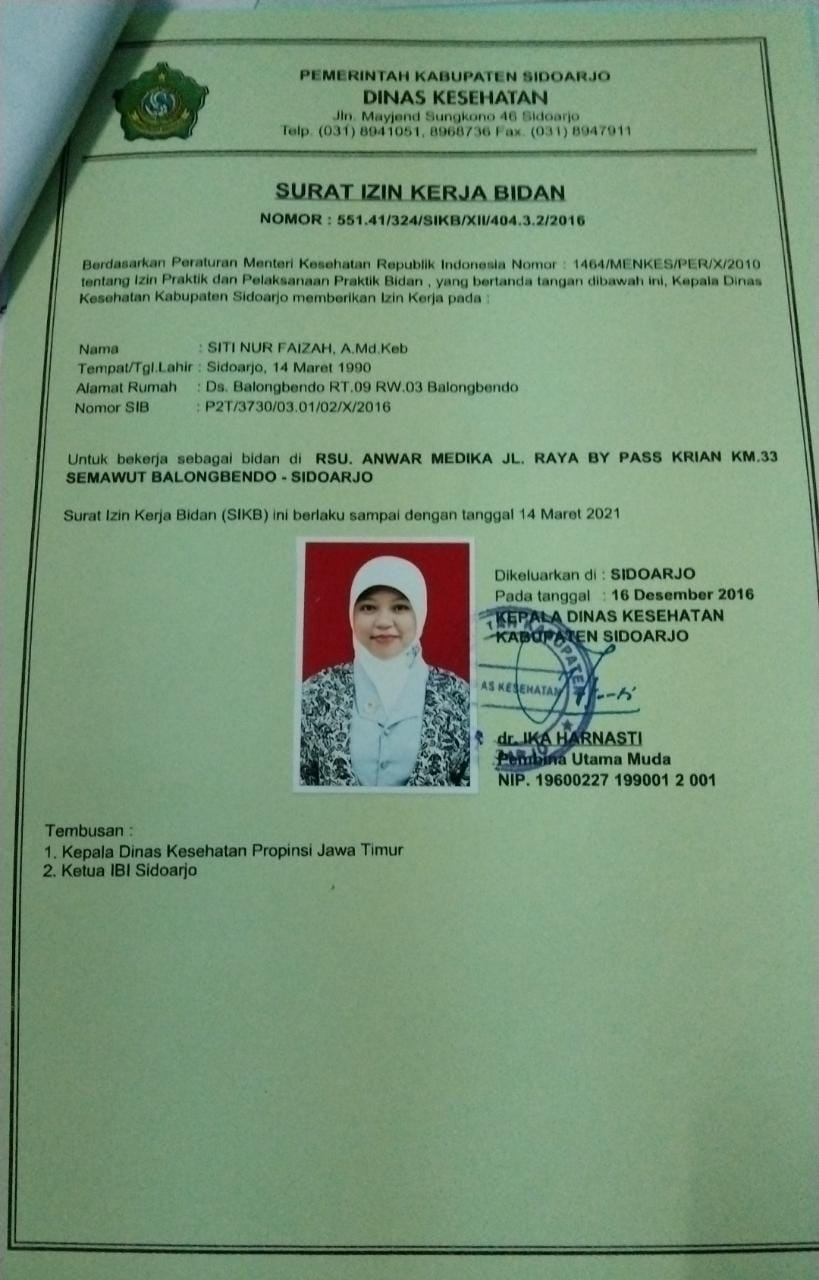 PEMERINTAH KABUPATEN SIDOARJO
DINAS KESEHATAN
Jln. Mayjend Sungkono 46 Sidoarjo
Telp. (031) 8941051, 8968736 Fax. (031) 8947911
SURAT IZIN KERJA BIDAN
NOMOR : 551.41/324/SIKB/XII/404.3.2/2016
Berdasarkan Peraturan Menteri Kesehatan Republik Indonesia Nomor : 1464/MENKES/PER/X/2010
tentang Izin Praktik dan Pelaksanaan Praktik Bidan , yang bertanda tangan dibawah ini, Kepala Dinas
Kesehatan Kabupaten Sidoarjo memberikan Izin Kerja pada :
Nama : SITI NUR FAIZAH, A.Md.Keb
Tempat/Tgl.Lahir : Sidoarjo, 14 Maret 1990
Alamat Rumah : Ds. Balongbendo RT.09 RW.03 Balongbendo
Nomor SIB : P2T/3730/03.01/02/X/2016
Untuk bekerja sebagai bidan di RSU. ANWAR MEDIKA JL. RAYA BY PASS KRIAN KM.33
SEMAWUT BALONGBENDO - SIDOARJO
Surat Izin Kerja Bidan (SIKB) ini berlaku sampai dengan tanggal 14 Maret 2021
Dikeluarkan di : SIDOARJO
Pada tanggal : 16 Desember 2016
KEPALA DINAS KESEHATAN
KABUPATEN SIDOARJO
TAH KABUPATEN
AS KESEHATAN
dr. IKA HARNASTI
Pembina Utama Muda
NIP. 19600227 199001 2 001
Tembusan :
1. Kepala Dinas Kesehatan Propinsi Jawa Timur
2. Ketua IBI Sidoarjo